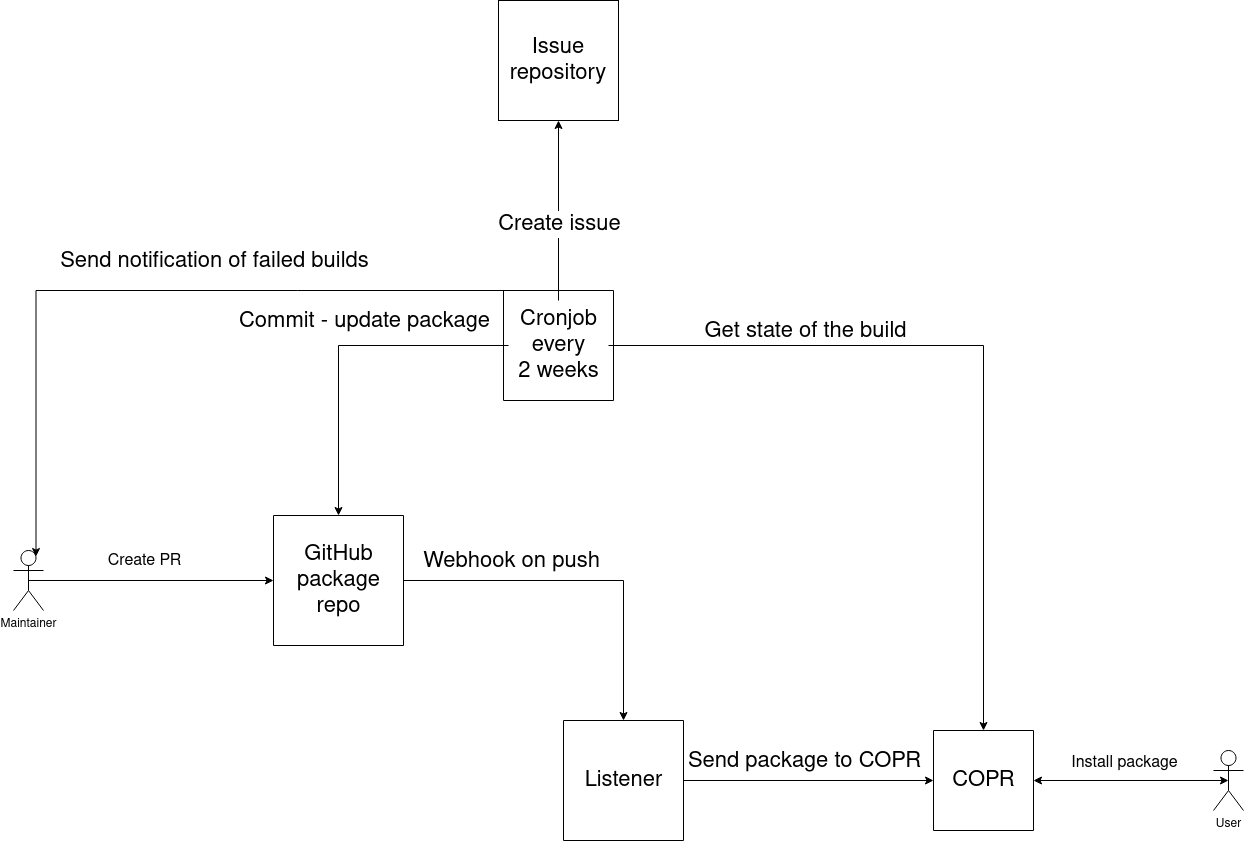 Issue
repository
Create issue
Send notification of failed builds
Commit - update package
Cronjob
every
2 weeks
Get state of the build
Create PR
Maintainer
GitHub
package
repo
Webhook on push
Listener
Send package to COPR
COPR
Install package
User